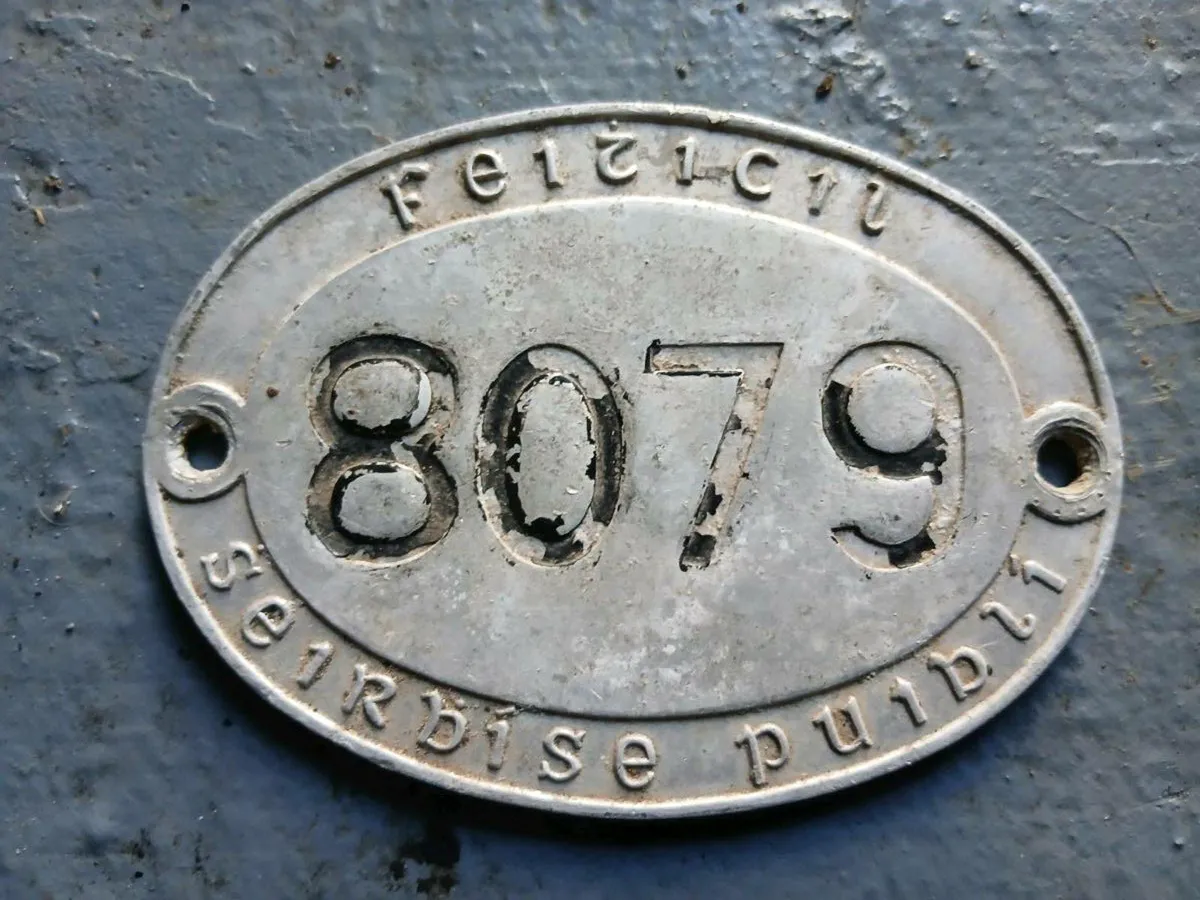 Feiṫicil
8079
Seirbíse puiblí